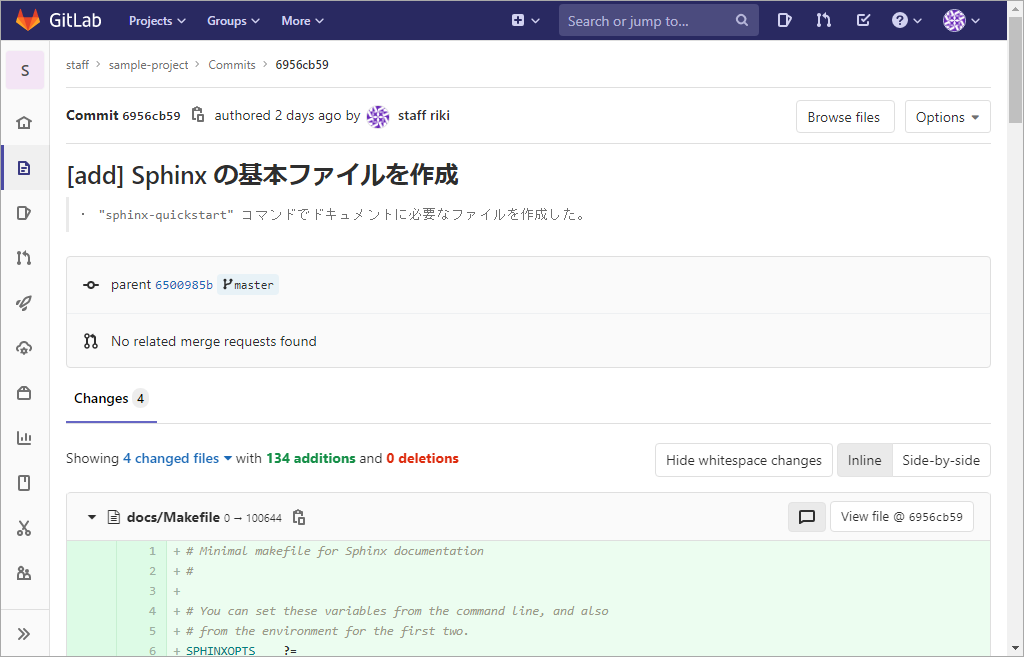 GitLab Projects Groups More Search or jump to...
S
staff > sample-project > Commits > 6956cb59
Commit 6956cb59 authored 2 days ago by staff riki Browse files Options
[add] Sphinx の基本ファイルを作成
· "sphinx-quickstart" コマンドでドキュメントに必要なファイルを作成した。
parent 6500985b master
No related merge requests found
Changes 4
Showing 4 changed files with 134 additions and 0 deletions Hide whitespace changes Inline Side-by-side
docs/Makefile 0 → 100644 View file @ 6956cb59
1 + # Minimal makefile for Sphinx documentation
2 + #
3 +
4 + # You can set these variables from the command line, and also
5 + # from the environment for the first two.
6 + SPHINXOPTS ?=